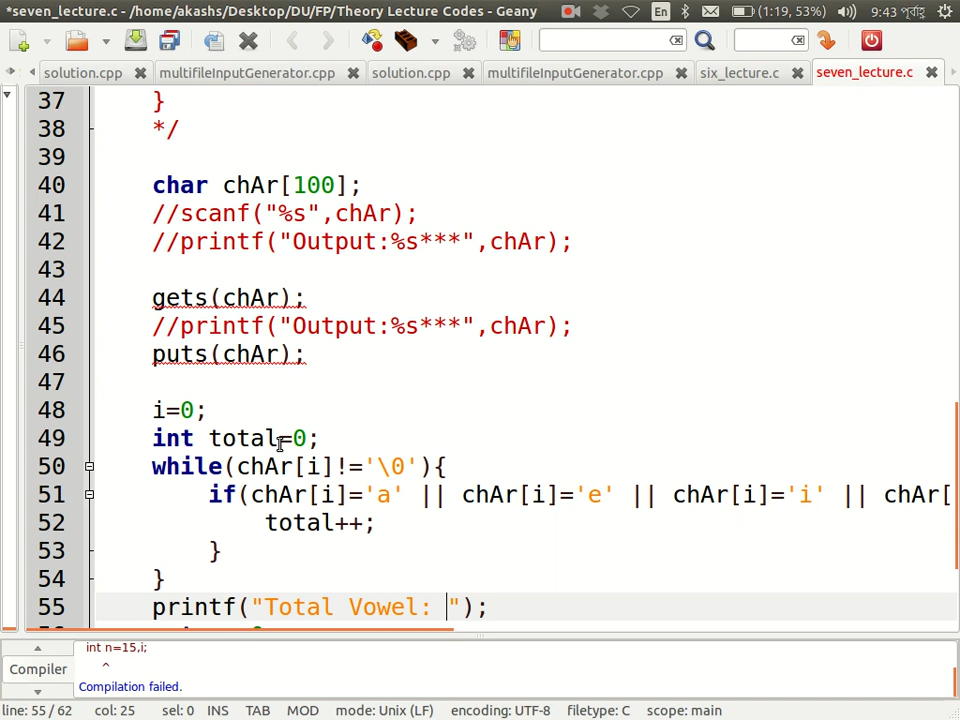 *seven_lecture.c - /home/akashs/Desktop/DU/FP/Theory Lecture Codes - Geany
En
(1:19, 53%)
9:43 পূর্বাহ্ন
solution.cpp
multifileInputGenerator.cpp
solution.cpp
multifileInputGenerator.cpp
six_lecture.c
seven_lecture.c
37 }
38 */
39
40 char chAr[100];
41 //scanf("%s",chAr);
42 //printf("Output:%s***",chAr);
43
44 gets(chAr);
45 //printf("Output:%s***",chAr);
46 puts(chAr);
47
48 i=0;
49 int total=0;
50 while(chAr[i]!='\0'){
51 if(chAr[i]='a' || chAr[i]='e' || chAr[i]='i' || chAr[
52 total++;
53 }
54 }
55 printf("Total Vowel: ");
int n=15,i;
^
Compiler
Compilation failed.
line: 55 / 62 col: 25 sel: 0 INS TAB MOD mode: Unix (LF) encoding: UTF-8 filetype: C scope: main